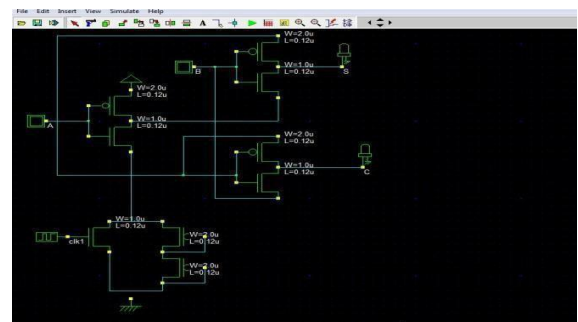 File Edit Insert View Simulate Help
A
W=2.0u
L=0.12u
B
W=1.0u
L=0.12u
S
W=2.0u
L=0.12u
A
W=1.0u
L=0.12u
W=2.0u
L=0.12u
W=1.0u
L=0.12u
C
W=1.0u
L=0.12u
clk1
W=2.0u
L=0.12u
W=2.0u
L=0.12u